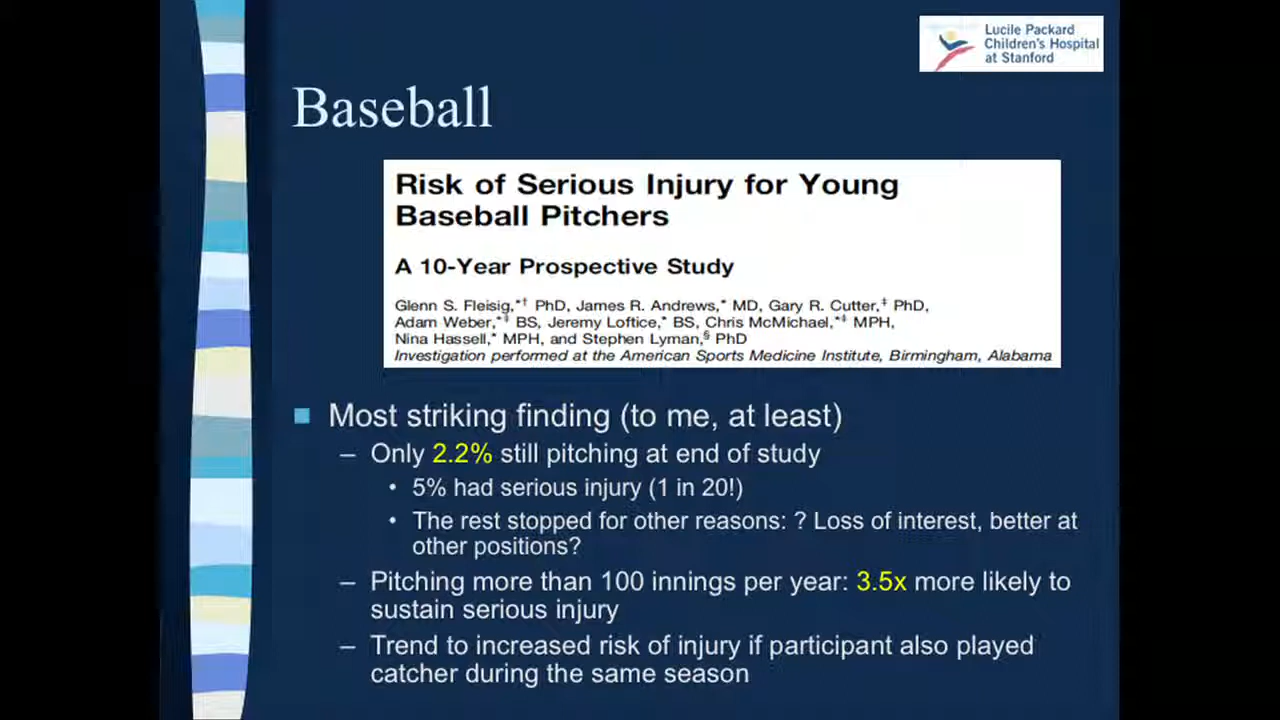 Lucile Packard
Children's Hospital
at Stanford
Baseball
Risk of Serious Injury for Young
Baseball Pitchers
A 10-Year Prospective Study
Glenn S. Fleisig,*† PhD, James R. Andrews,* MD, Gary R. Cutter,‡ PhD,
Adam Weber,*‡ BS, Jeremy Loftice,* BS, Chris McMichael,*‡ MPH,
Nina Hassell,* MPH, and Stephen Lyman,§ PhD
Investigation performed at the American Sports Medicine Institute, Birmingham, Alabama
■ Most striking finding (to me, at least)
– Only 2.2% still pitching at end of study
• 5% had serious injury (1 in 20!)
• The rest stopped for other reasons: ? Loss of interest, better at
other positions?
– Pitching more than 100 innings per year: 3.5x more likely to
sustain serious injury
– Trend to increased risk of injury if participant also played
catcher during the same season